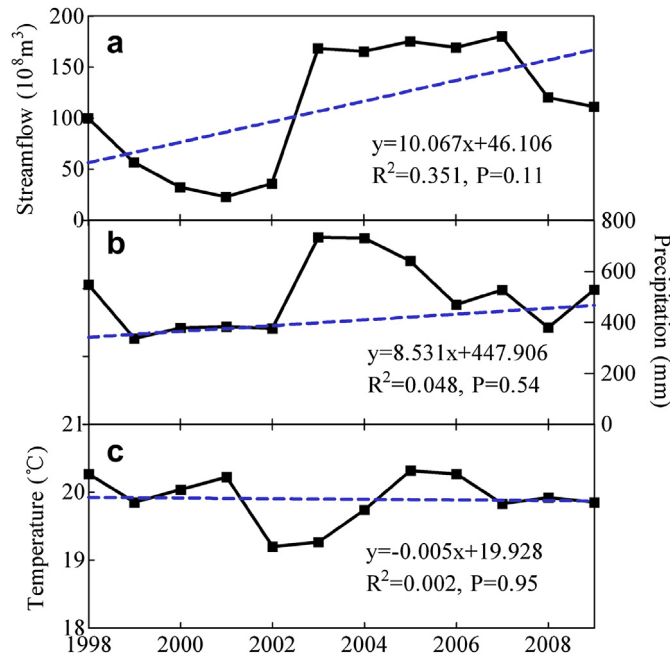 200
a
150
100
50
0
Streamflow (10⁸m³)
y=10.067x+46.106
R²=0.351, P=0.11
b
800
600
400
200
0
Precipitation (mm)
y=8.531x+447.906
R²=0.048, P=0.54
21
c
20
19
18
Temperature (℃)
y=-0.005x+19.928
R²=0.002, P=0.95
1998 2000 2002 2004 2006 2008